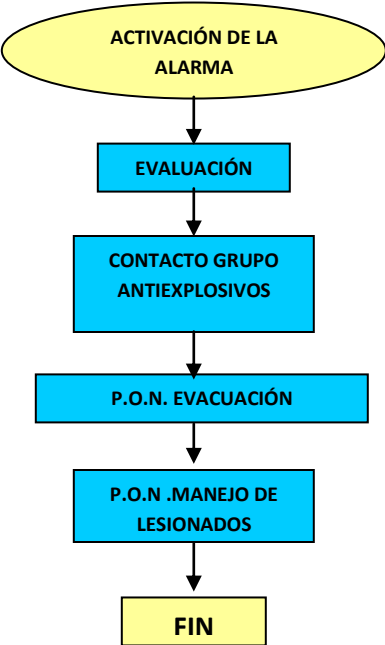 ACTIVACIÓN DE LA
ALARMA
EVALUACIÓN
CONTACTO GRUPO
ANTIEXPLOSIVOS
P.O.N. EVACUACIÓN
P.O.N .MANEJO DE
LESIONADOS
FIN